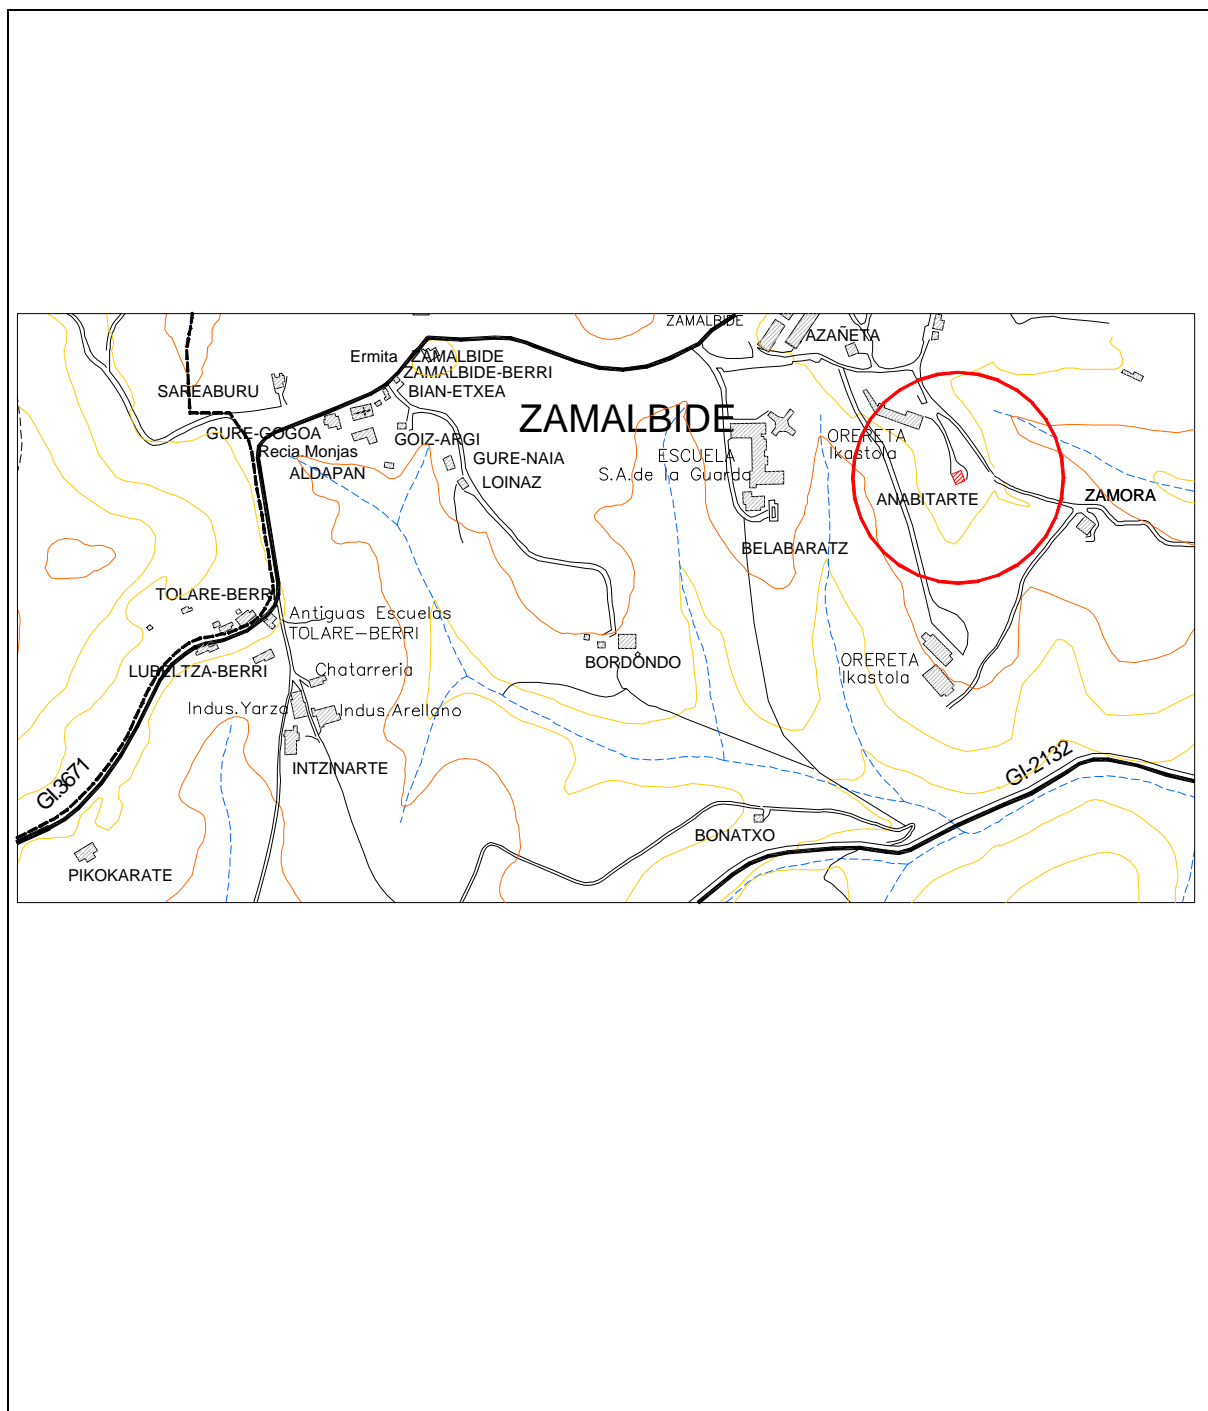 ZAMALBIDE
AZAÑETA
Ermita ZAMALBIDE
ZAMALBIDE-BERRI
SAREABURU
BIAN-ETXEA
ZAMALBIDE
GURE-GOGOA
GOIZ-ARGI
ORERETA
Ikastola
Recia.Monjas
ALDAPAN
GURE-NAIA
LOINAZ
ESCUELA
S.A.de la Guarda
ANABITARTE
ZAMORA
BELABARATZ
TOLARE-BERRI
Antiguas Escuelas
TOLARE-BERRI
LUBELTZA-BERRI
Chatarreria
BORDONDO
ORERETA
Ikastola
Indus.Yarza
Indus.Arellano
INTZINARTE
GI.3671
GI-2132
BONATXO
PIKOKARATE